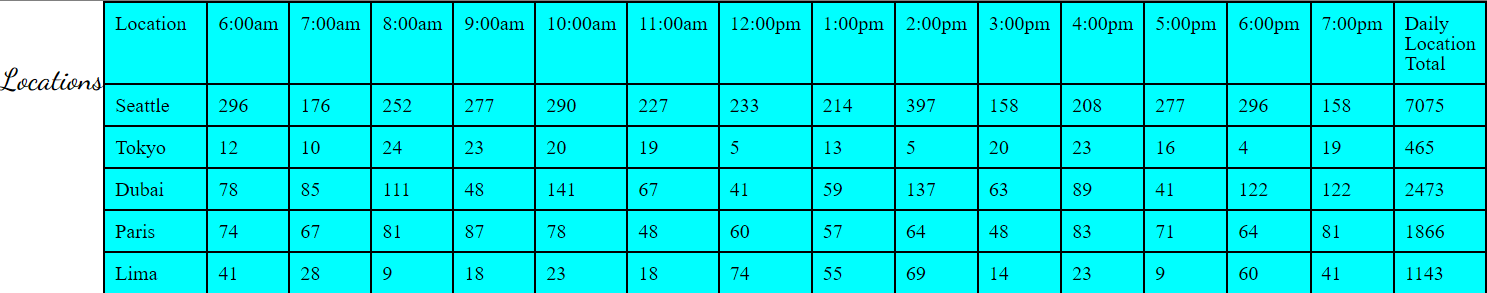 Locations
Location 6:00am 7:00am 8:00am 9:00am 10:00am 11:00am 12:00pm 1:00pm 2:00pm 3:00pm 4:00pm 5:00pm 6:00pm 7:00pm Daily
Location
Total
Seattle 296 176 252 277 290 227 233 214 397 158 208 277 296 158 7075
Tokyo 12 10 24 23 20 19 5 13 5 20 23 16 4 19 465
Dubai 78 85 111 48 141 67 41 59 137 63 89 41 122 122 2473
Paris 74 67 81 87 78 48 60 57 64 48 83 71 64 81 1866
Lima 41 28 9 18 23 18 74 55 69 14 23 9 60 41 1143